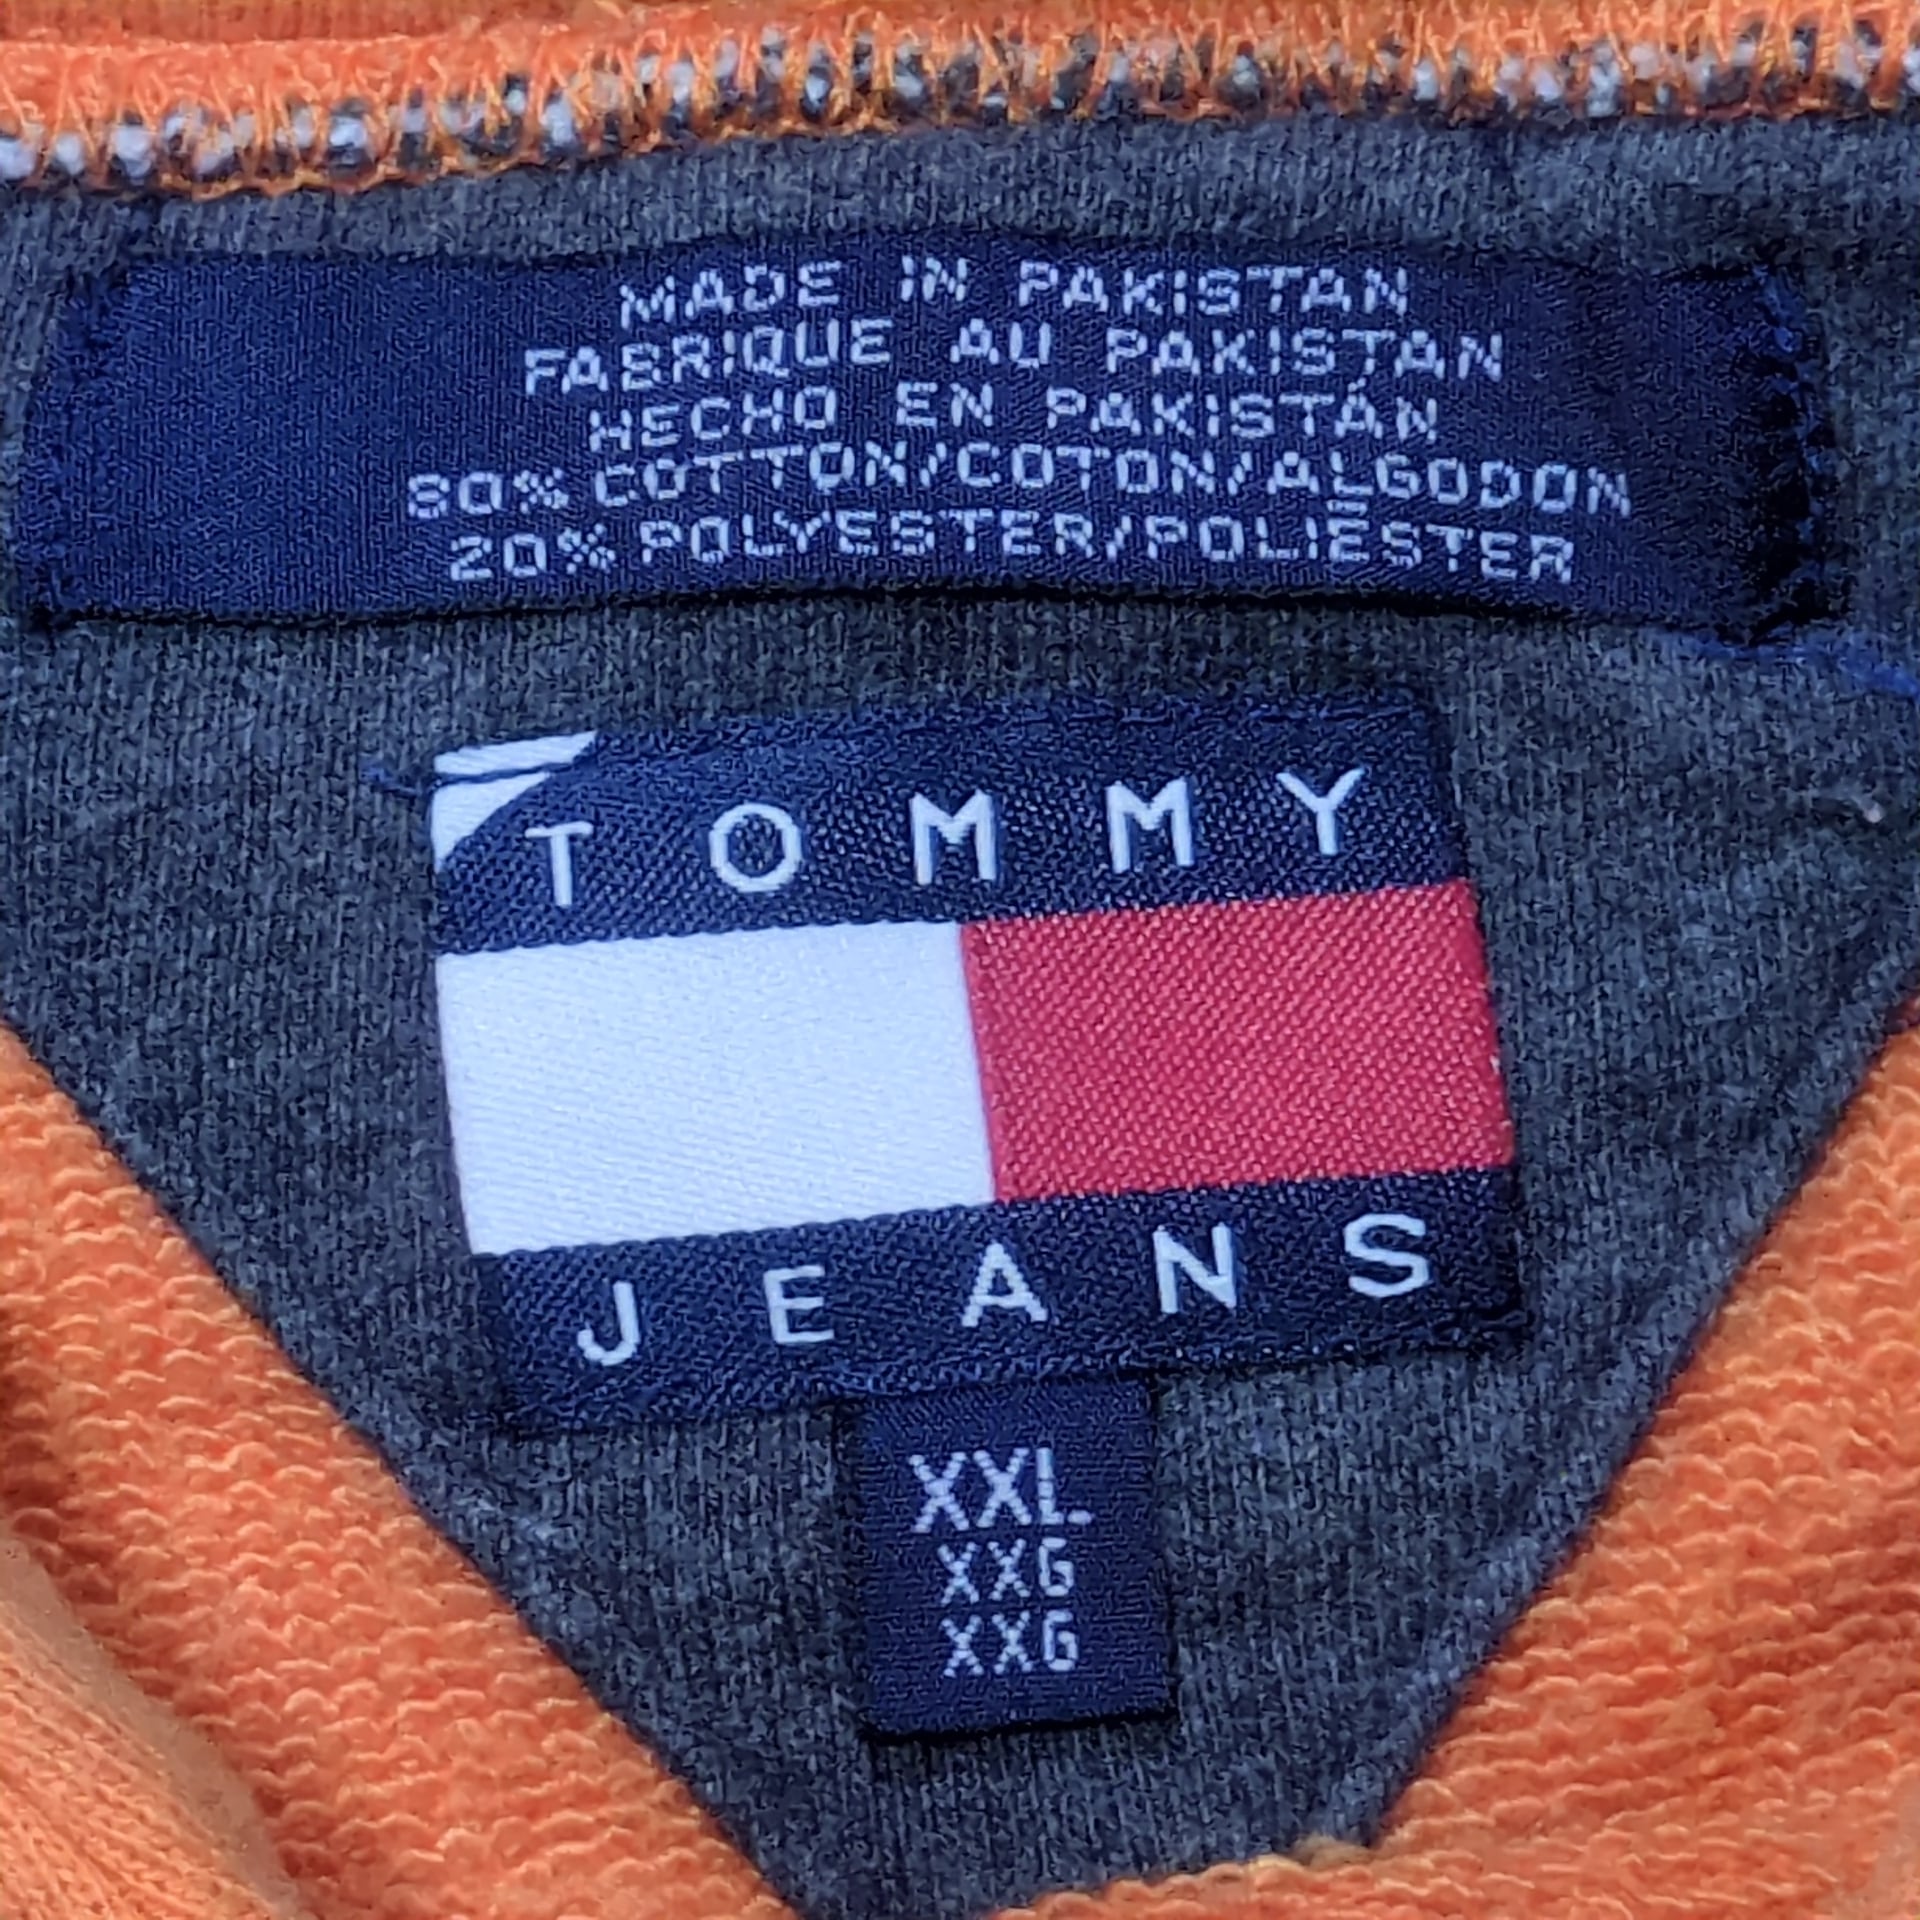 MADE IN PAKISTAN
FABRIQUE AU PAKISTAN
HECHO EN PAKISTÁN
80% COTTON/COTON/ALGODON
20% POLYESTER/POLIÉSTER
TOMMY
JEANS
XXL
XXG
XXG